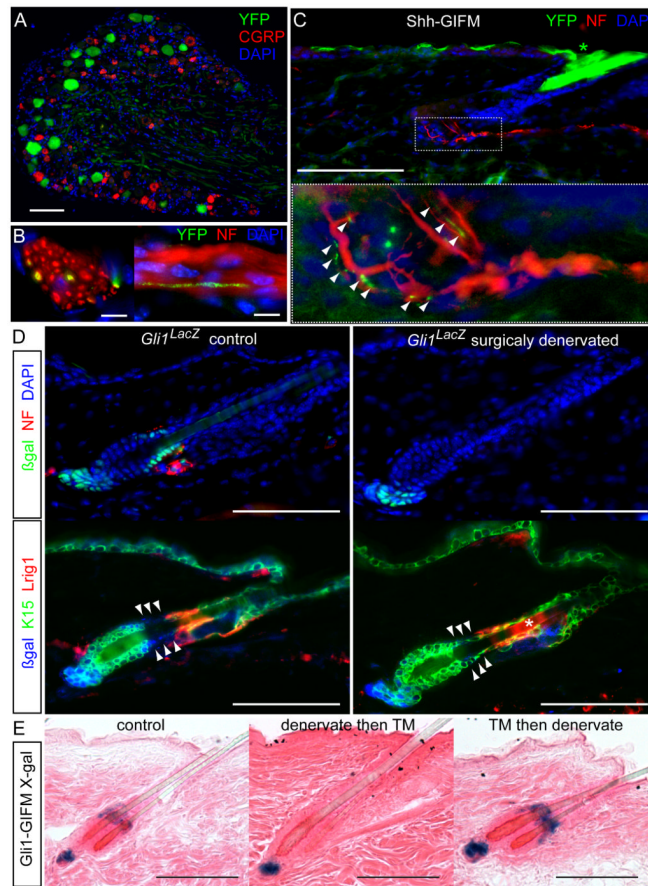 A
YFP
CGRP
DAPI
B
YFP NF DAPI
C
Shh-GIFM
YFP NF DAPI
*
D
Gli1LacZ control
Gli1LacZ surgicaly denervated
ßgal NF DAPI
ßgal K15 Lrig1
*
E
control
denervate then TM
TM then denervate
Gli1-GIFM X-gal